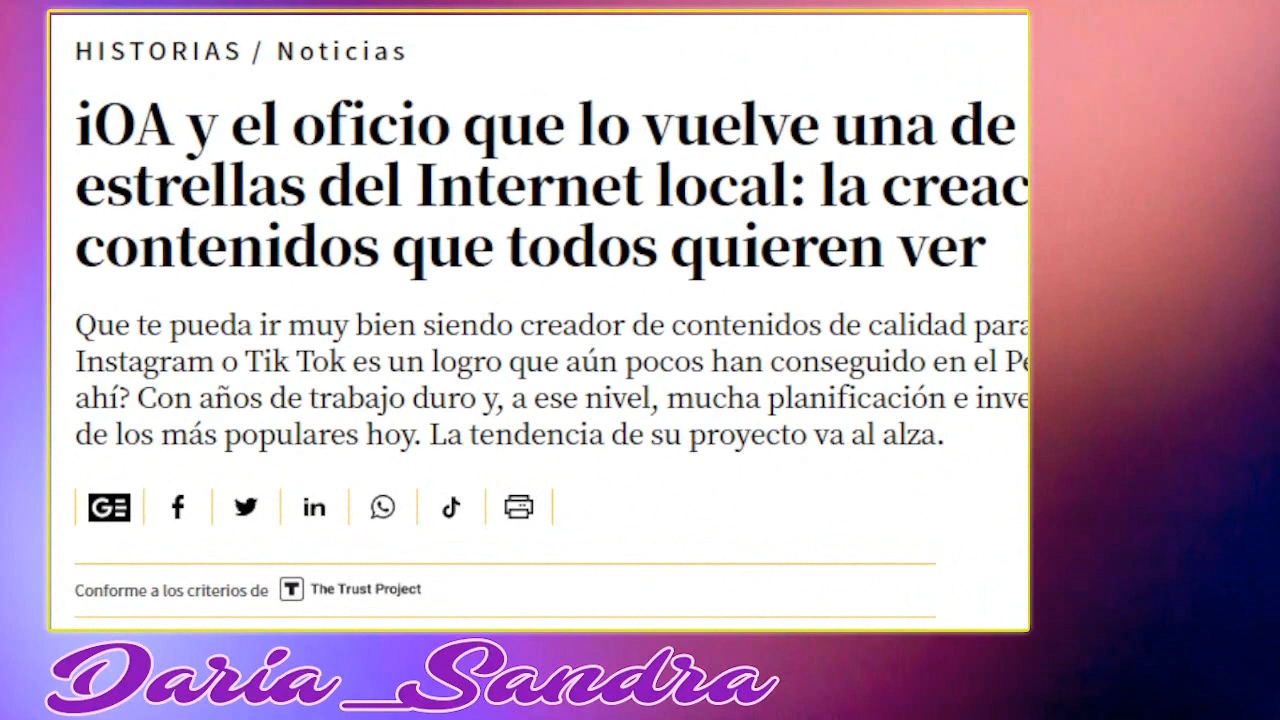 HISTORIAS / Noticias
iOA y el oficio que lo vuelve una de
estrellas del Internet local: la creac
contenidos que todos quieren ver
Que te pueda ir muy bien siendo creador de contenidos de calidad para
Instagram o Tik Tok es un logro que aún pocos han conseguido en el Pe
ahí? Con años de trabajo duro y, a ese nivel, mucha planificación e inve
de los más populares hoy. La tendencia de su proyecto va al alza.
GE
Conforme a los criterios de T The Trust Project
Daria_Sandra